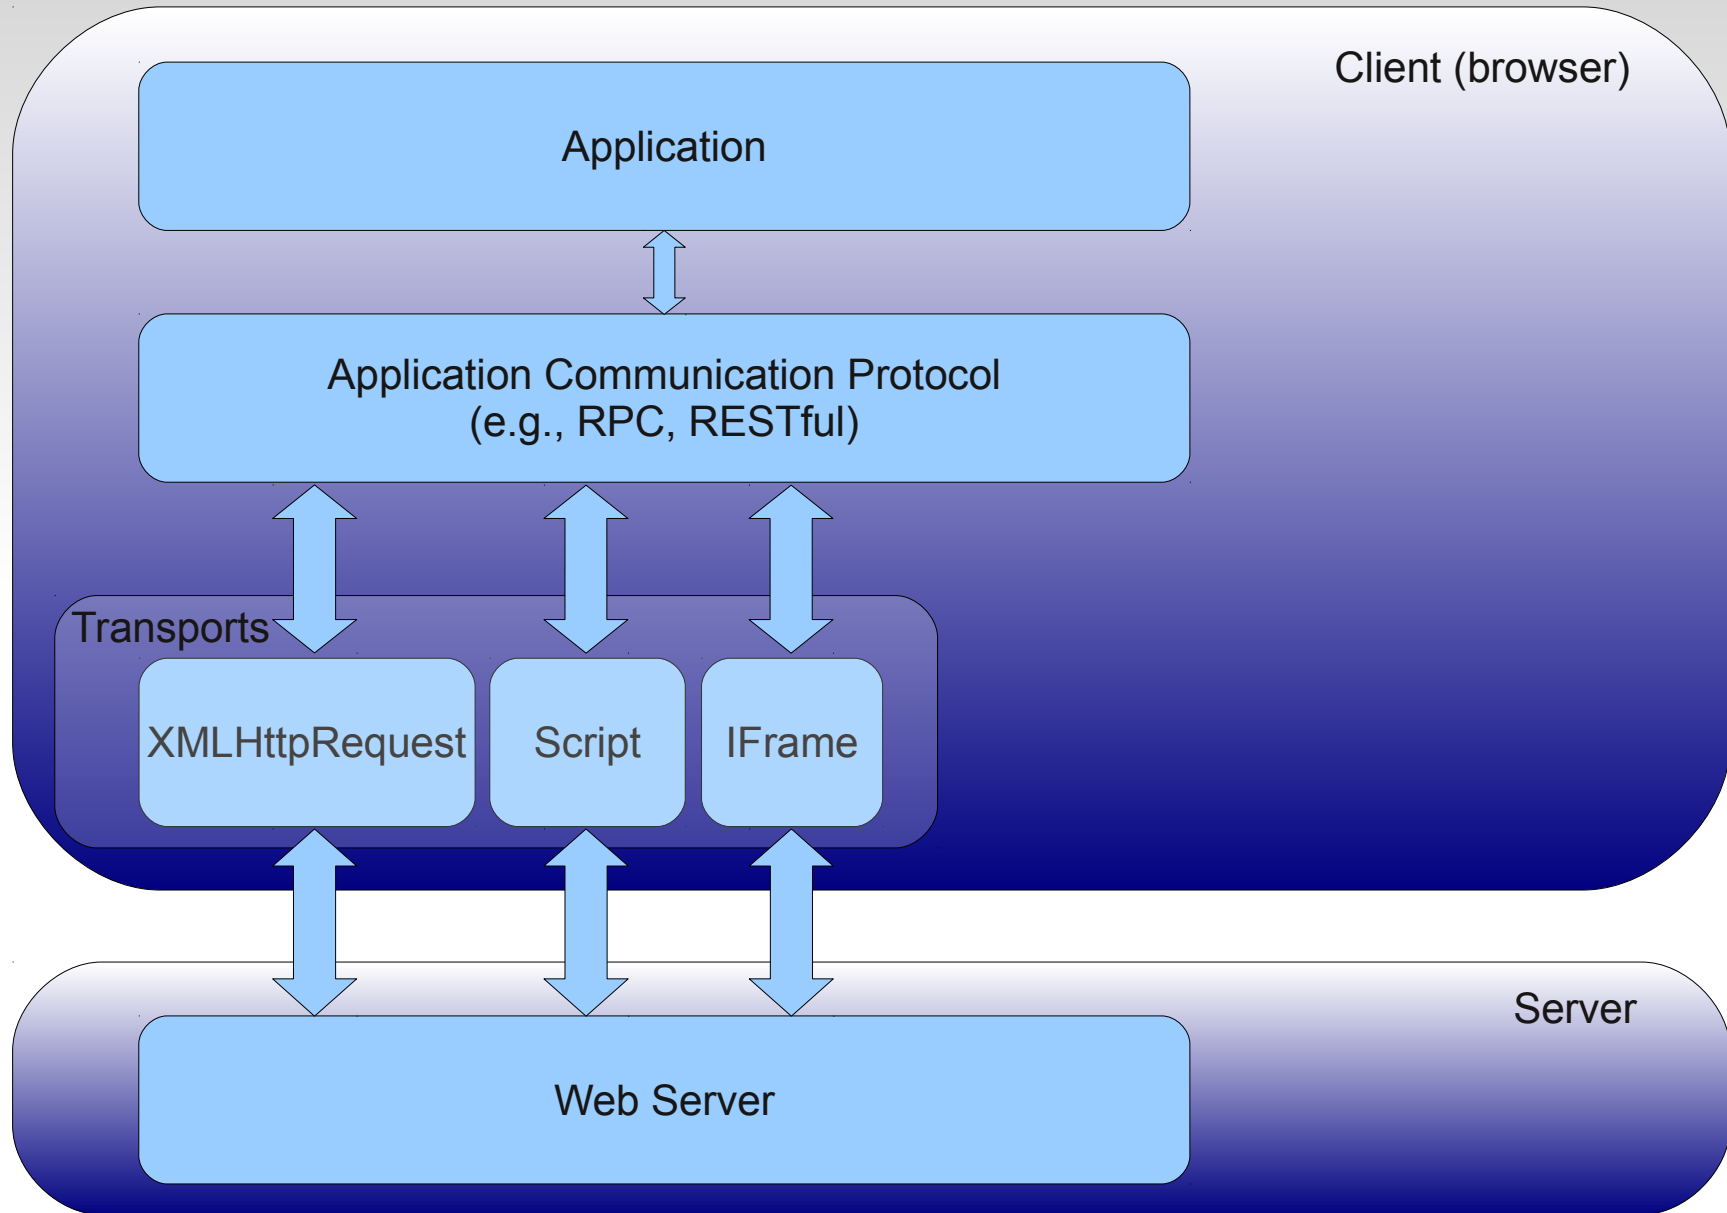 Client (browser)
Application
Application Communication Protocol
(e.g., RPC, RESTful)
Transports
XMLHttpRequest
Script
IFrame
Server
Web Server